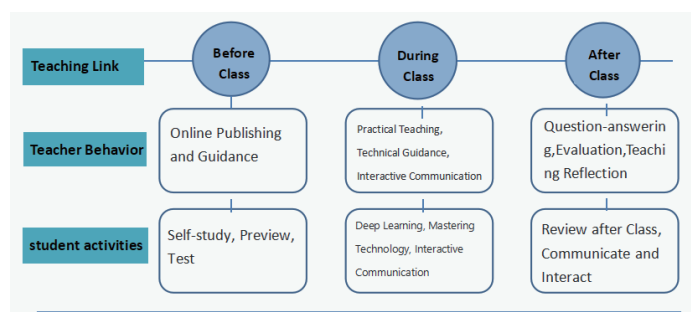 Teaching Link
Before
Class
During
Class
After
Class
Teacher Behavior
Online Publishing
and Guidance
Practical Teaching,
Technical Guidance,
Interactive Communication
Question-answerin
g,Evaluation,Teachi
ng Reflection
student activities
Self-study, Preview,
Test
Deep Learning, Mastering
Technology, Interactive
Communication
Review after Class,
Communicate and
Interact